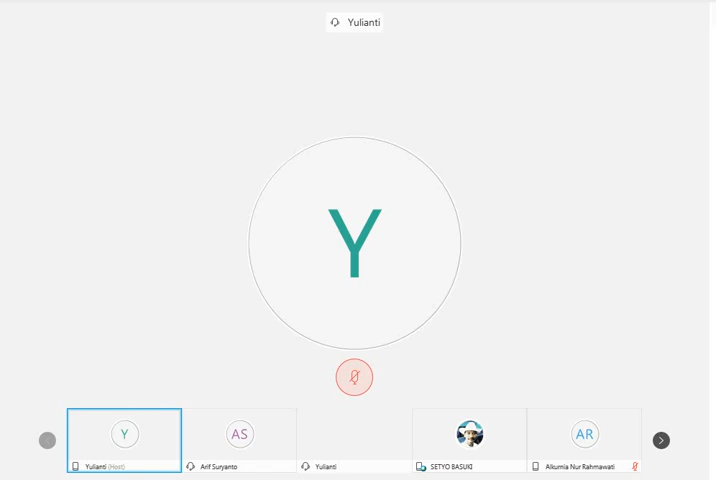 Yulianti
Y
Y
AS
AR
Yulianti (Host)
Arif Suryanto
Yulianti
SETYO BASUKI
Alkurnia Nur Rahmawati